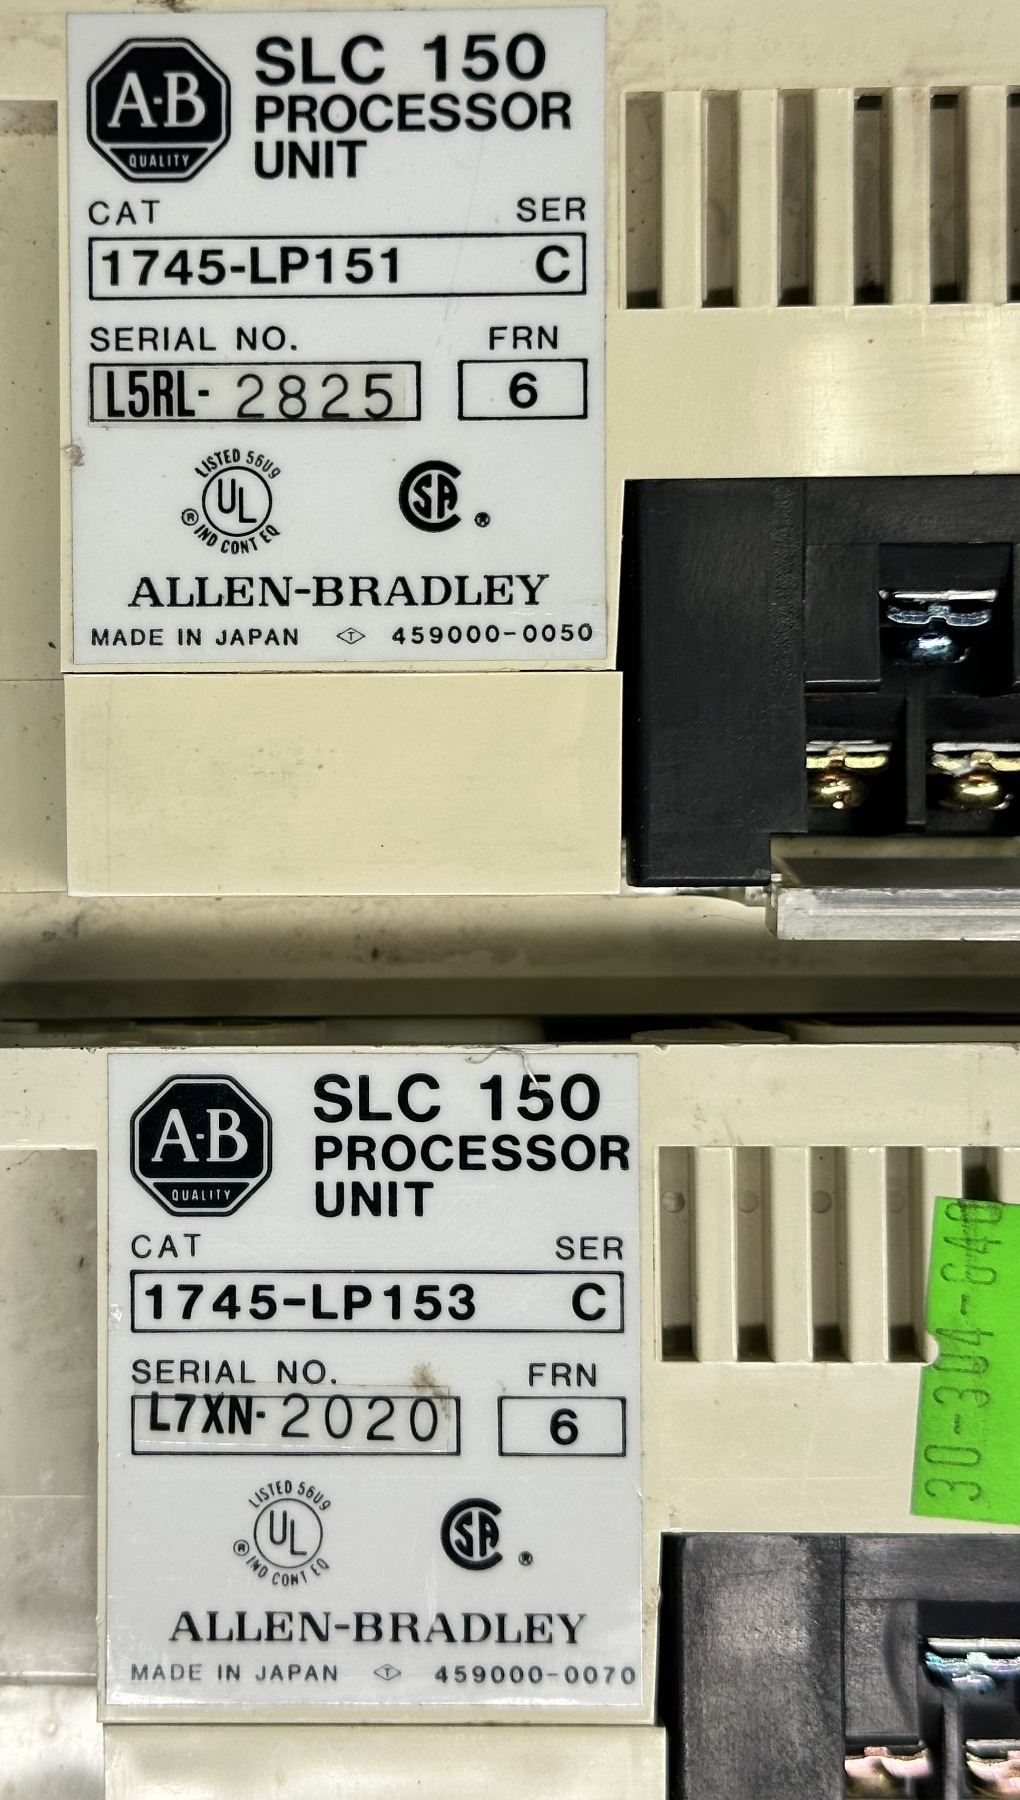 A-B
QUALITY
SLC 150
PROCESSOR
UNIT
CAT SER
1745-LP151 C
SERIAL NO. FRN
L5RL- 2825 6
LISTED 56U9
UL
® IND CONT EQ
SA ®
ALLEN-BRADLEY
MADE IN JAPAN T 459000-0050
A-B
QUALITY
SLC 150
PROCESSOR
UNIT
CAT SER
1745-LP153 C
SERIAL NO. FRN
L7XN- 2020 6
LISTED 56U9
UL
® IND CONT EQ
SA ®
ALLEN-BRADLEY
MADE IN JAPAN T 459000-0070